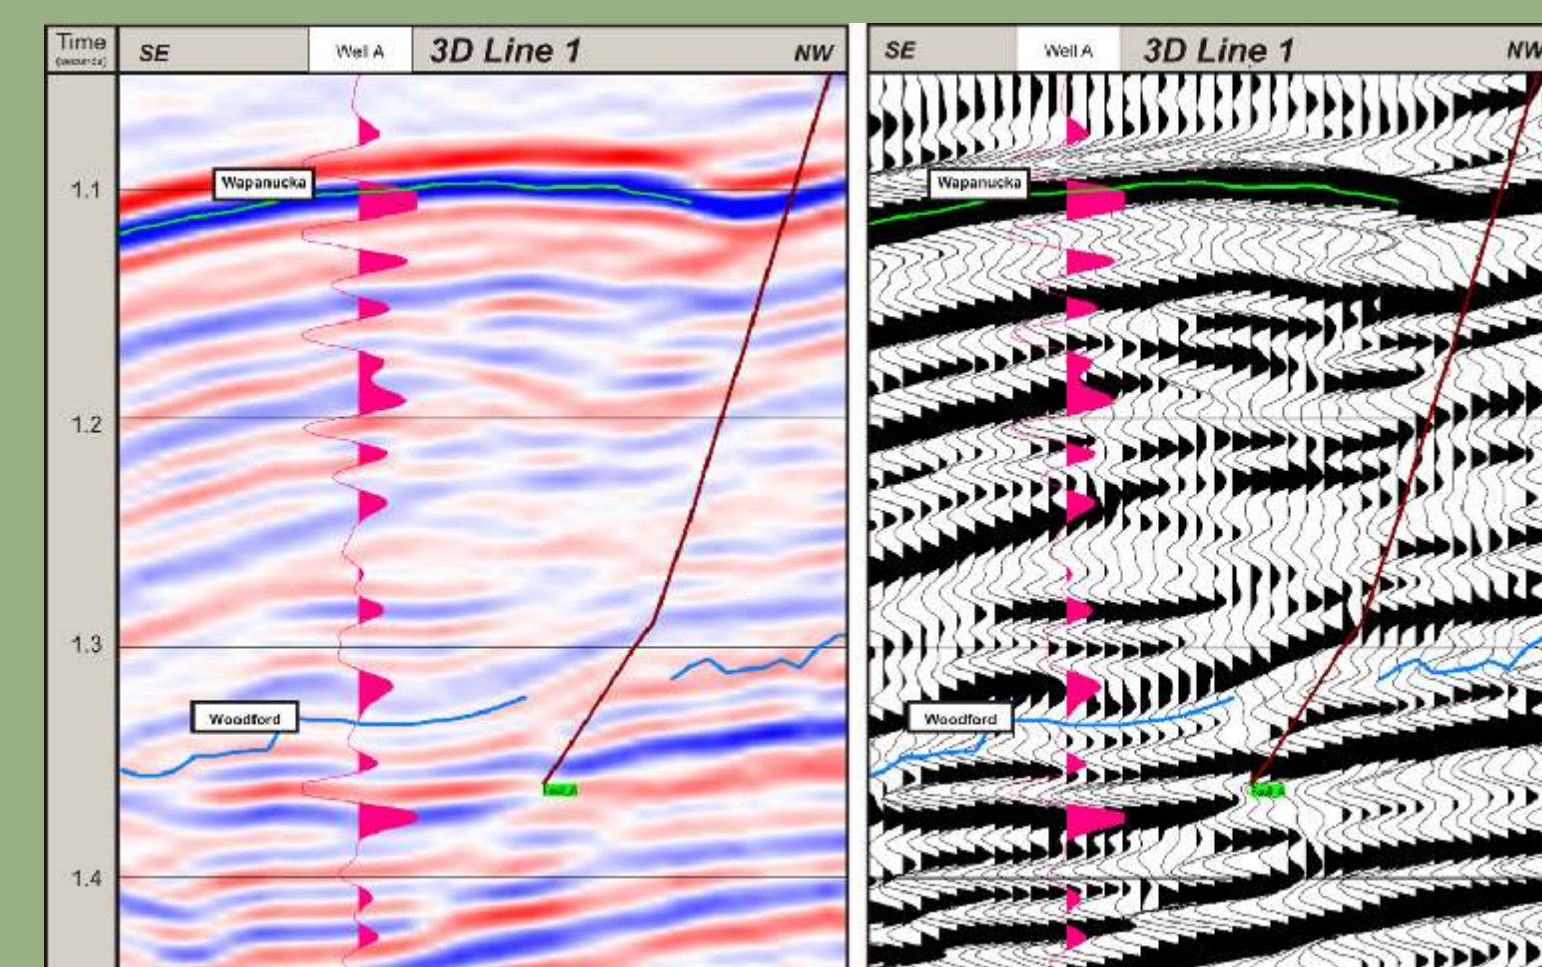 Time
(seconds)
SE
Well A
3D Line 1
NW
Wapanucka
1.1
1.2
1.3
Woodford
1.4
SE
Well A
3D Line 1
NW
Wapanucka
Woodford